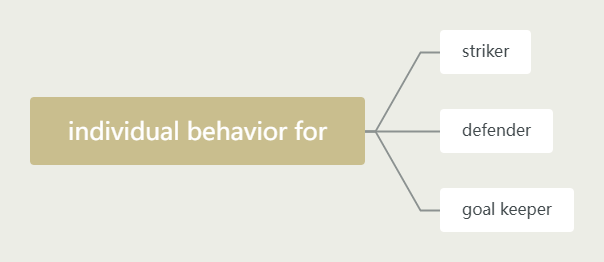 individual behavior for
striker
defender
goal keeper